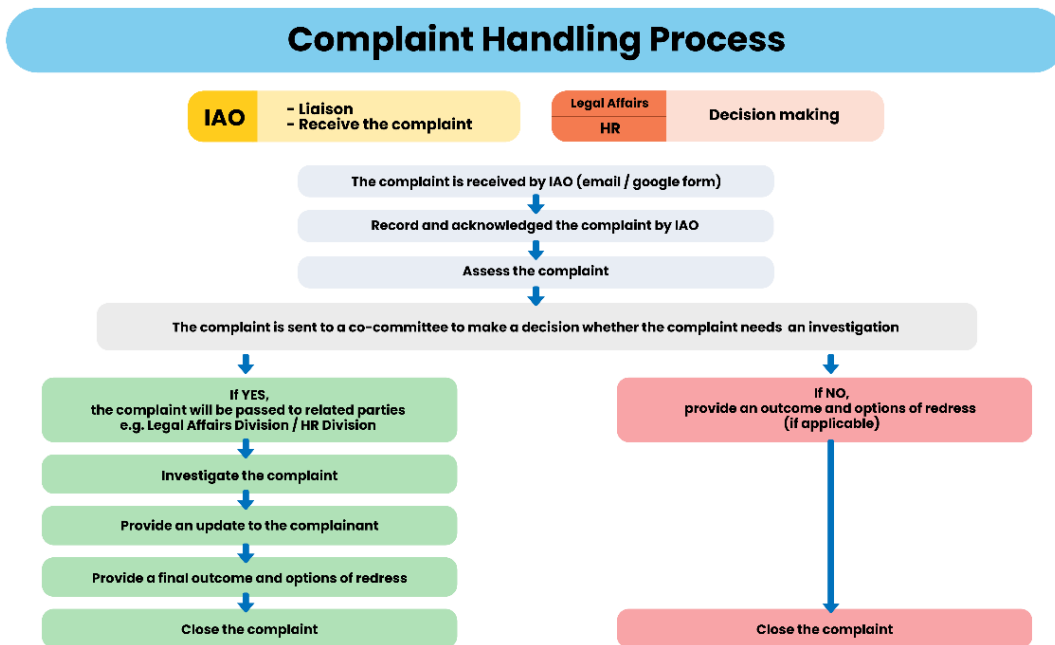 Complaint Handling Process
IAO
- Liaison
- Receive the complaint
Legal Affairs
HR
Decision making
The complaint is received by IAO (email / google form)
Record and acknowledged the complaint by IAO
Assess the complaint
The complaint is sent to a co-committee to make a decision whether the complaint needs an investigation
If YES,
the complaint will be passed to related parties
e.g. Legal Affairs Division / HR Division
Investigate the complaint
Provide an update to the complainant
Provide a final outcome and options of redress
Close the complaint
If NO,
provide an outcome and options of redress
(if applicable)
Close the complaint